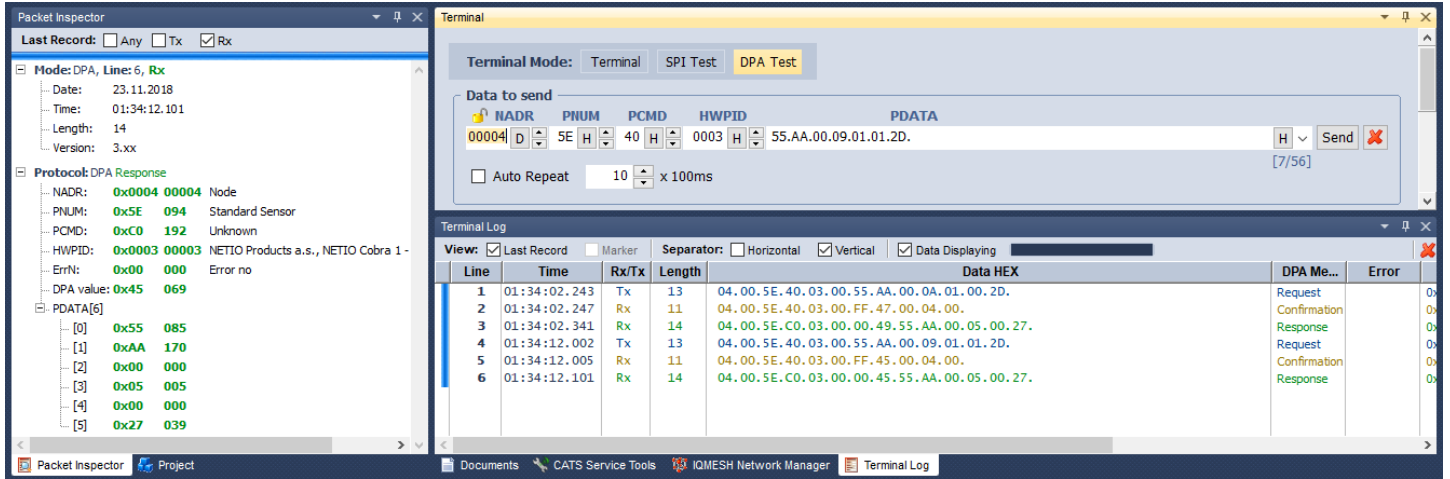 Packet Inspector
Last Record: Any Tx Rx
Mode: DPA, Line: 6, Rx
Date: 23.11.2018
Time: 01:34:12.101
Length: 14
Version: 3.xx
Protocol: DPA Response
NADR: 0x0004 00004 Node
PNUM: 0x5E 094 Standard Sensor
PCMD: 0xC0 192 Unknown
HWPID: 0x0003 00003 NETIO Products a.s., NETIO Cobra 1 -
ErrN: 0x00 000 Error no
DPA value: 0x45 069
PDATA[6]
[0] 0x55 085
[1] 0xAA 170
[2] 0x00 000
[3] 0x05 005
[4] 0x00 000
[5] 0x27 039
Packet Inspector Project
Terminal
Terminal Mode: Terminal SPI Test DPA Test
Data to send
NADR PNUM PCMD HWPID PDATA
00004 D 5E H 40 H 0003 H 55.AA.00.09.01.01.2D. H Send
[7/56]
Auto Repeat 10 x 100ms
Terminal Log
View: Last Record Marker Separator: Horizontal Vertical Data Displaying
Line Time Rx/Tx Length Data HEX DPA Me... Error
1 01:34:02.243 Tx 13 04.00.5E.40.03.00.55.AA.00.0A.01.00.2D. Request 0x
2 01:34:02.247 Rx 11 04.00.5E.40.03.00.FF.47.00.04.00. Confirmation 0x
3 01:34:02.341 Rx 14 04.00.5E.C0.03.00.00.49.55.AA.00.05.00.27. Response 0x
4 01:34:12.002 Tx 13 04.00.5E.40.03.00.55.AA.00.09.01.01.2D. Request 0x
5 01:34:12.005 Rx 11 04.00.5E.40.03.00.FF.45.00.04.00. Confirmation 0x
6 01:34:12.101 Rx 14 04.00.5E.C0.03.00.00.45.55.AA.00.05.00.27. Response 0x
Documents CATS Service Tools IQMESH Network Manager Terminal Log